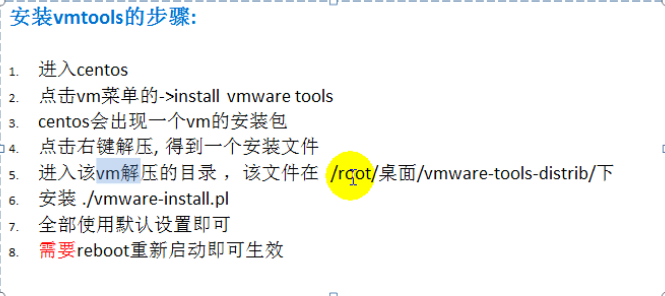 安装vmtools的步骤:
1. 进入centos
2. 点击vm菜单的->install vmware tools
3. centos会出现一个vm的安装包
4. 点击右键解压, 得到一个安装文件
5. 进入该vm解压的目录 ，该文件在 /root/桌面/vmware-tools-distrib/下
6. 安装 ./vmware-install.pl
7. 全部使用默认设置即可
8. 需要reboot重新启动即可生效